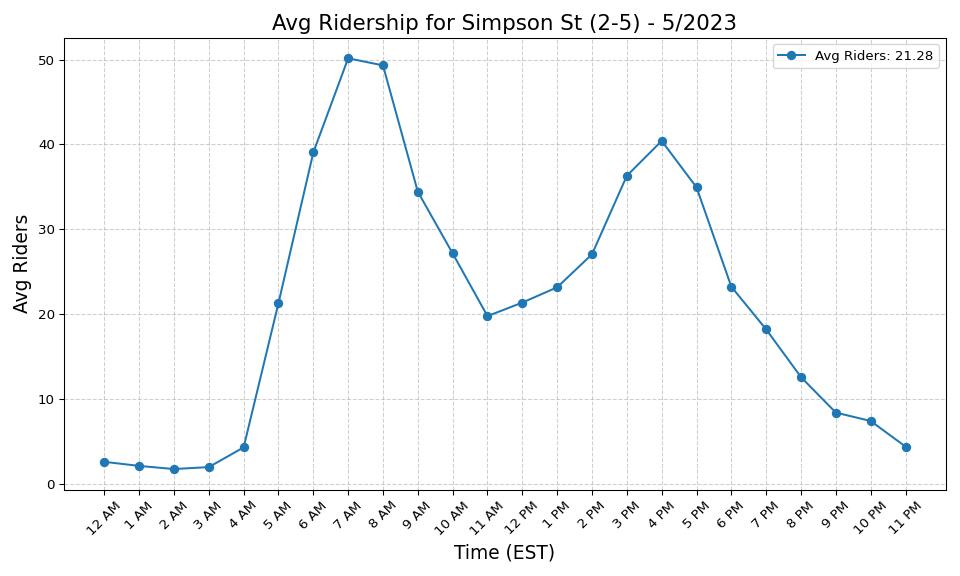 Avg Ridership for Simpson St (2-5) - 5/2023
Avg Riders: 21.28
Avg Riders
50
40
30
20
10
0
12 AM 1 AM 2 AM 3 AM 4 AM 5 AM 6 AM 7 AM 8 AM 9 AM 10 AM 11 AM 12 PM 1 PM 2 PM 3 PM 4 PM 5 PM 6 PM 7 PM 8 PM 9 PM 10 PM 11 PM
Time (EST)